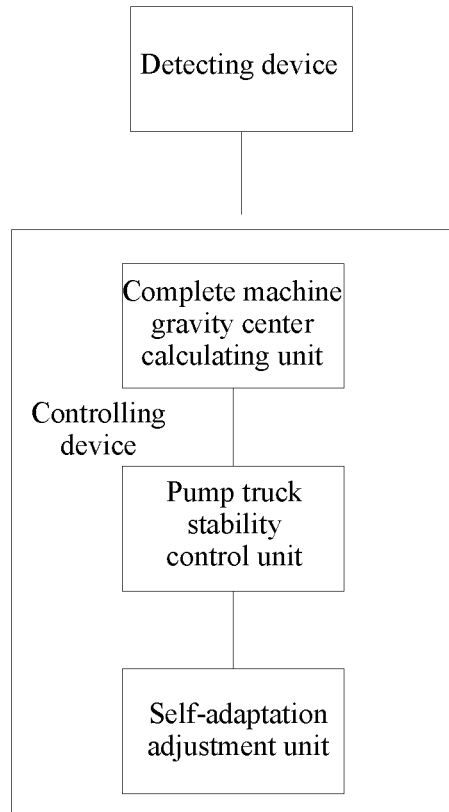 Detecting device
Complete machine
gravity center
calculating unit
Controlling
device
Pump truck
stability
control unit
Self-adaptation
adjustment unit